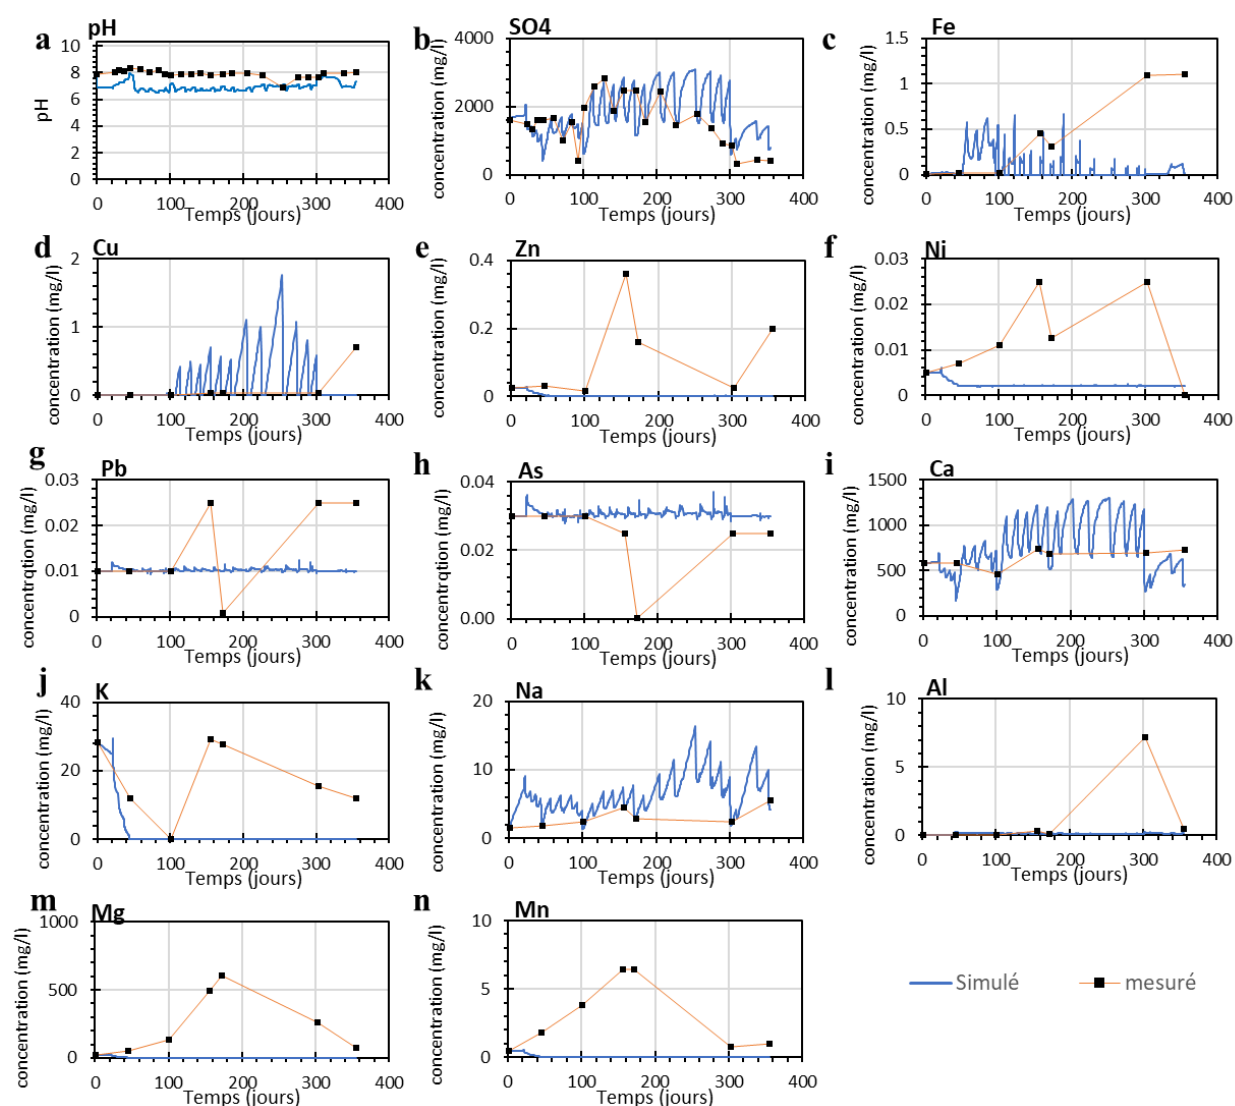 a pH
10
8
6
4
2
0
pH
0 100 200 300 400
Temps (jours)
b SO4
4000
2000
0
concentration (mg/l)
0 100 200 300 400
Temps (jours)
c Fe
1.5
1
0.5
0
concentration (mg/l)
0 100 200 300 400
Temps (jours)
d Cu
2
1
0
concentration (mg/l)
0 100 200 300 400
Temps (jours)
e Zn
0.4
0.2
0
concentration (mg/l)
0 100 200 300 400
Temps (jours)
f Ni
0.03
0.02
0.01
0
concentration (mg/l)
0 100 200 300 400
Temps (jours)
g Pb
0.03
0.02
0.01
0
concentrqtion (mg/l)
0 100 200 300 400
Temps (jours)
h As
0.04
0.02
0.00
concentration (mg/l)
0 100 200 300 400
Temps (jours)
i Ca
1500
1000
500
0
concentration (mg/l)
0 100 200 300 400
Temps (jours)
j K
40
20
0
concentration (mg/l)
0 100 200 300 400
Temps (jours)
k Na
20
10
0
concentration (mg/l)
0 100 200 300 400
Temps (jours)
l Al
10
5
0
concentration (mg/l)
0 100 200 300 400
Temps (jours)
m Mg
1000
500
0
concentration (mg/l)
0 100 200 300 400
Temps (jours)
n Mn
10
5
0
concentration (mg/l)
0 100 200 300 400
Temps (jours)
Simulé mesuré